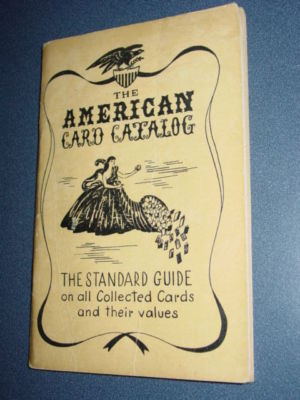 THE
AMERICAN
CARD CATALOG
THE STANDARD GUIDE
on all Collected Cards
and their values